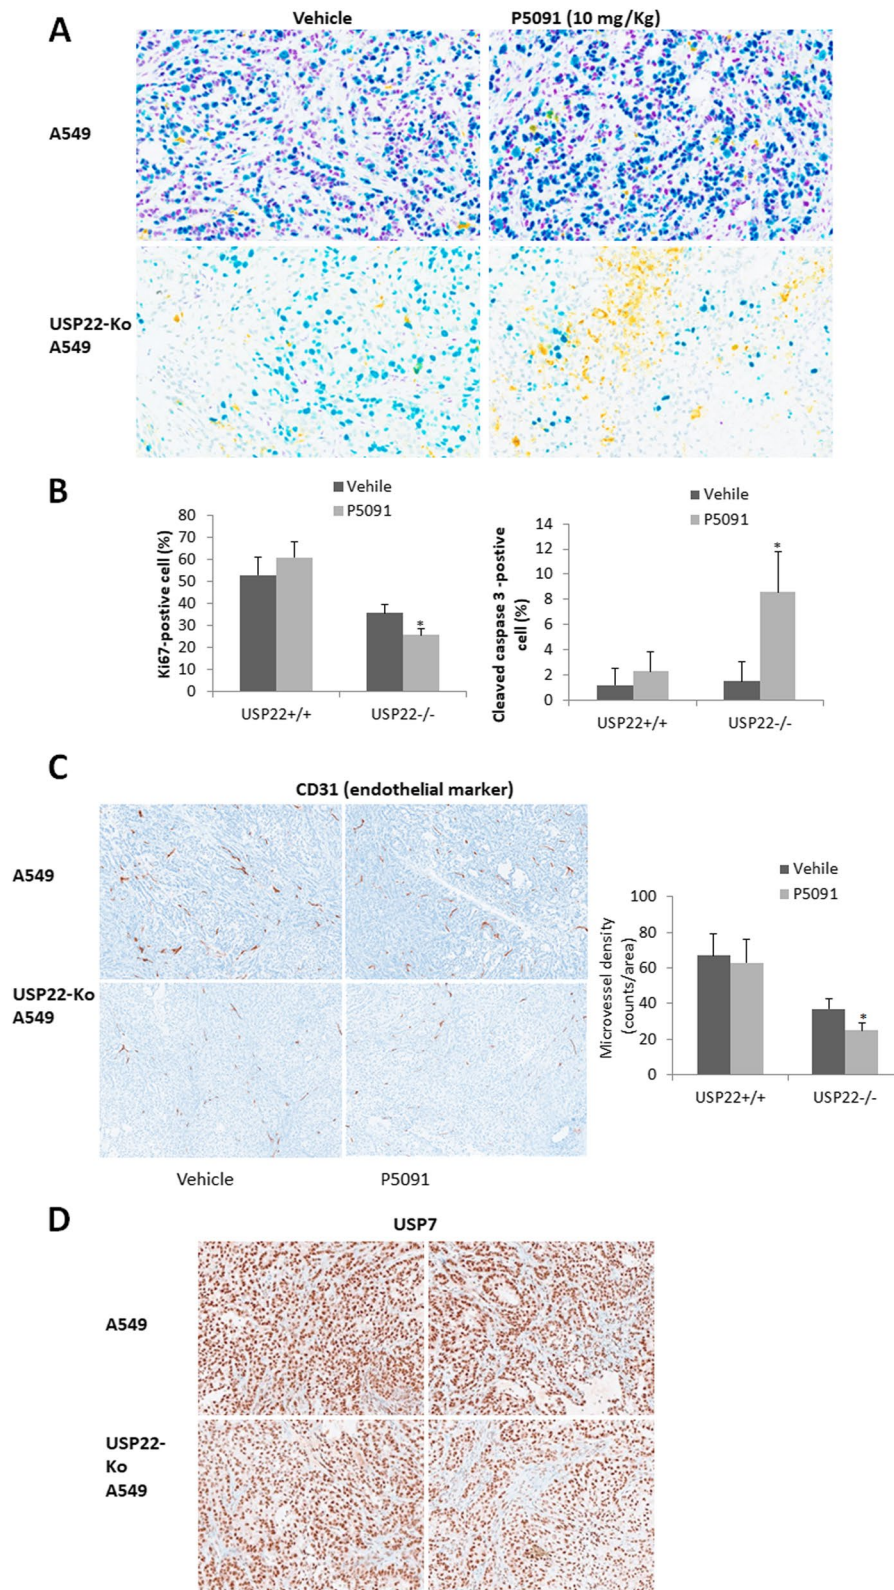 A
Vehicle
P5091 (10 mg/Kg)
A549
USP22-Ko
A549
B
Vehile
P5091
Ki67-postive cell (%)
80
70
60
50
40
30
20
10
0
USP22+/+
USP22-/-
*
Vehile
P5091
Cleaved caspase 3 -postive
cell (%)
14
12
10
8
6
4
2
0
USP22+/+
USP22-/-
*
C
CD31 (endothelial marker)
A549
USP22-Ko
A549
Vehicle
P5091
Vehile
P5091
Microvessel density
(counts/area)
100
80
60
40
20
0
USP22+/+
USP22-/-
*
D
USP7
A549
USP22-
Ko
A549